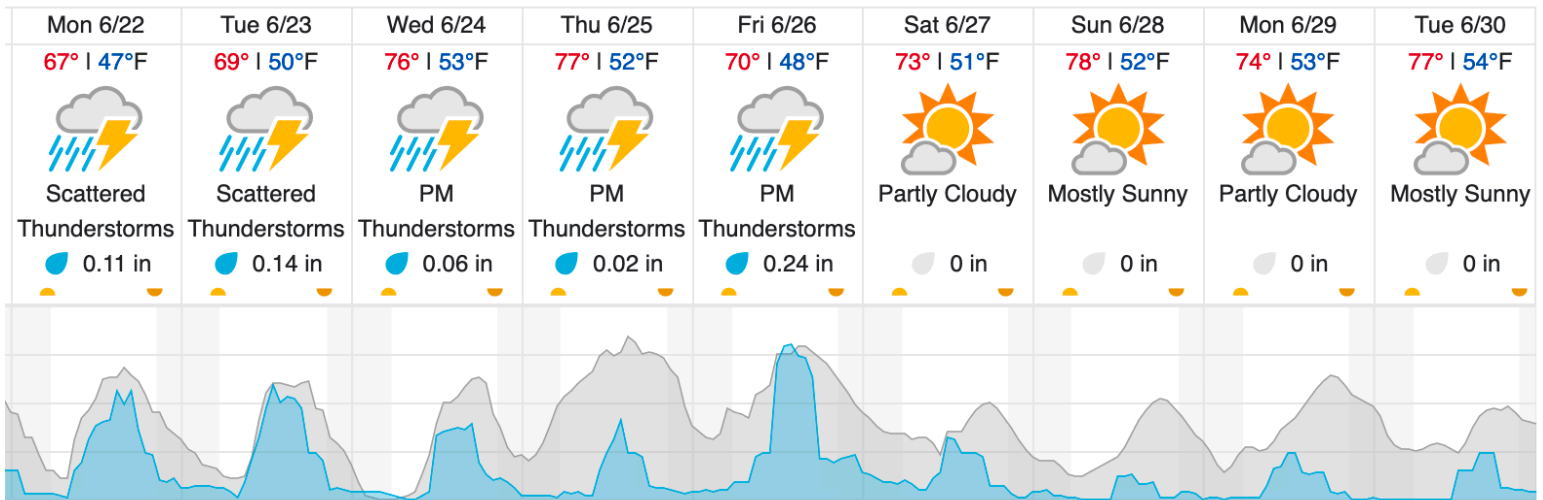 Mon 6/22 Tue 6/23 Wed 6/24 Thu 6/25 Fri 6/26 Sat 6/27 Sun 6/28 Mon 6/29 Tue 6/30
67° | 47°F 69° | 50°F 76° | 53°F 77° | 52°F 70° | 48°F 73° | 51°F 78° | 52°F 74° | 53°F 77° | 54°F
Scattered Scattered PM PM PM Partly Cloudy Mostly Sunny Partly Cloudy Mostly Sunny
Thunderstorms Thunderstorms Thunderstorms Thunderstorms Thunderstorms
0.11 in 0.14 in 0.06 in 0.02 in 0.24 in 0 in 0 in 0 in 0 in